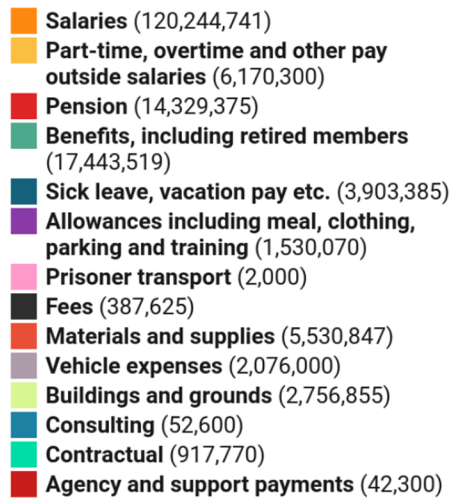 Salaries (120,244,741)
Part-time, overtime and other pay
outside salaries (6,170,300)
Pension (14,329,375)
Benefits, including retired members
(17,443,519)
Sick leave, vacation pay etc. (3,903,385)
Allowances including meal, clothing,
parking and training (1,530,070)
Prisoner transport (2,000)
Fees (387,625)
Materials and supplies (5,530,847)
Vehicle expenses (2,076,000)
Buildings and grounds (2,756,855)
Consulting (52,600)
Contractual (917,770)
Agency and support payments (42,300)